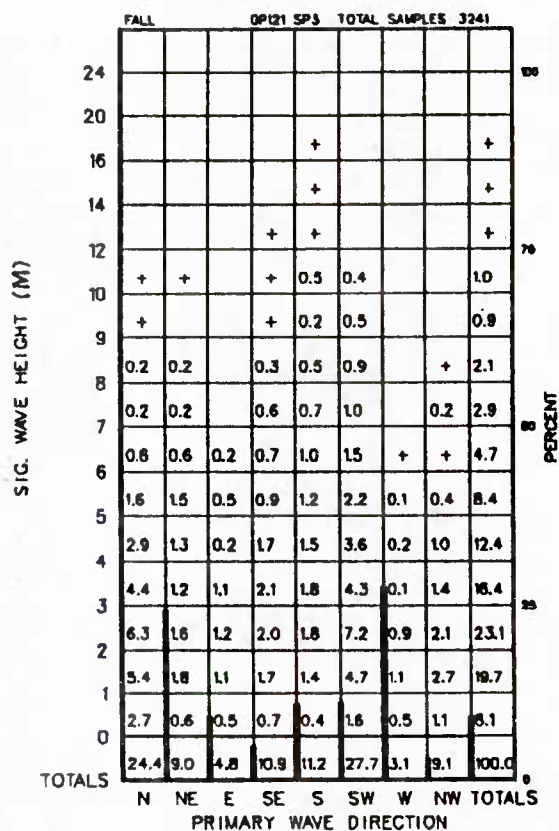 FALL OP121 SP3 TOTAL SAMPLES 3241
24 100
20
+ +
16
+ +
14
+ + +
12 75
+ + + 0.5 0.4 1.0
10
+ + 0.2 0.5 0.9
9
0.2 0.2 0.3 0.5 0.9 + 2.1
8
0.2 0.2 0.6 0.7 1.0 0.2 2.9
7 50
0.6 0.6 0.2 0.7 1.0 1.5 + + 4.7
6
1.6 1.5 0.5 0.9 1.2 2.2 0.1 0.4 8.4
5
2.9 1.3 0.2 1.7 1.5 3.6 0.2 1.0 12.4
4
4.4 1.2 1.1 2.1 1.8 4.3 0.1 1.4 16.4
3 25
6.3 1.6 1.2 2.0 1.8 7.2 0.9 2.1 23.1
2
5.4 1.8 1.1 1.7 1.4 4.7 1.1 2.7 19.7
1
2.7 0.6 0.5 0.7 0.4 1.6 0.5 1.1 8.1
0
24.4 9.0 4.8 10.9 11.2 27.7 3.1 9.1 100.0
TOTALS 0
N NE E SE S SW W NW TOTALS
PRIMARY WAVE DIRECTION
SIG. WAVE HEIGHT (M)
PERCENT